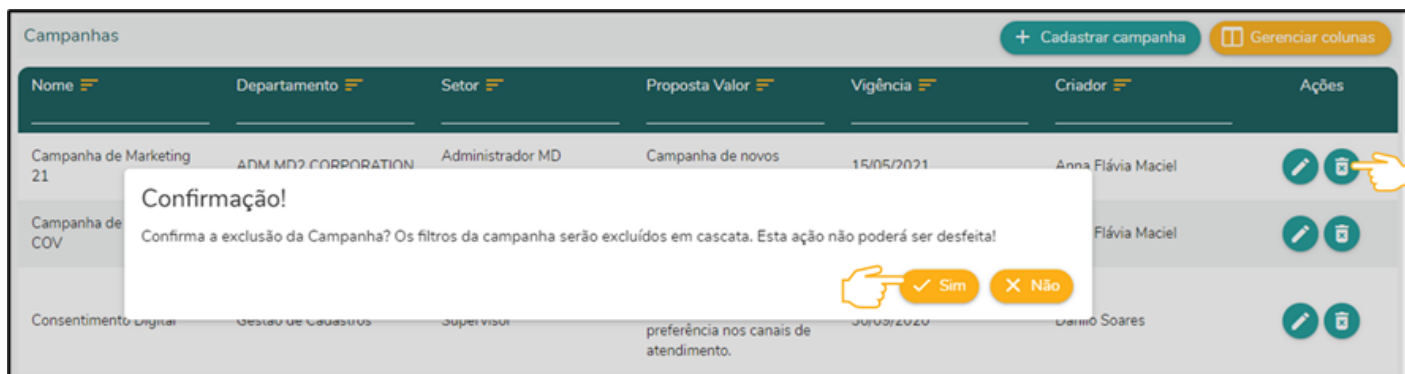 Campanhas
+ Cadastrar campanha
Gerenciar colunas
Nome Departamento Setor Proposta Valor Vigência Criador Ações
Campanha de Marketing
21
ADM MD2 CORPORATION
Administrador MD
Campanha de novos
15/05/2021
Anna Flávia Maciel
Confirmação!
Confirma a exclusão da Campanha? Os filtros da campanha serão excluídos em cascata. Esta ação não poderá ser desfeita!
Sim
Não
Campanha de
COV
Flávia Maciel
Consentimento Digital
Gestão de Cadastros
Supervisor
preferência nos canais de
atendimento.
30/09/2020
Danilo Soares